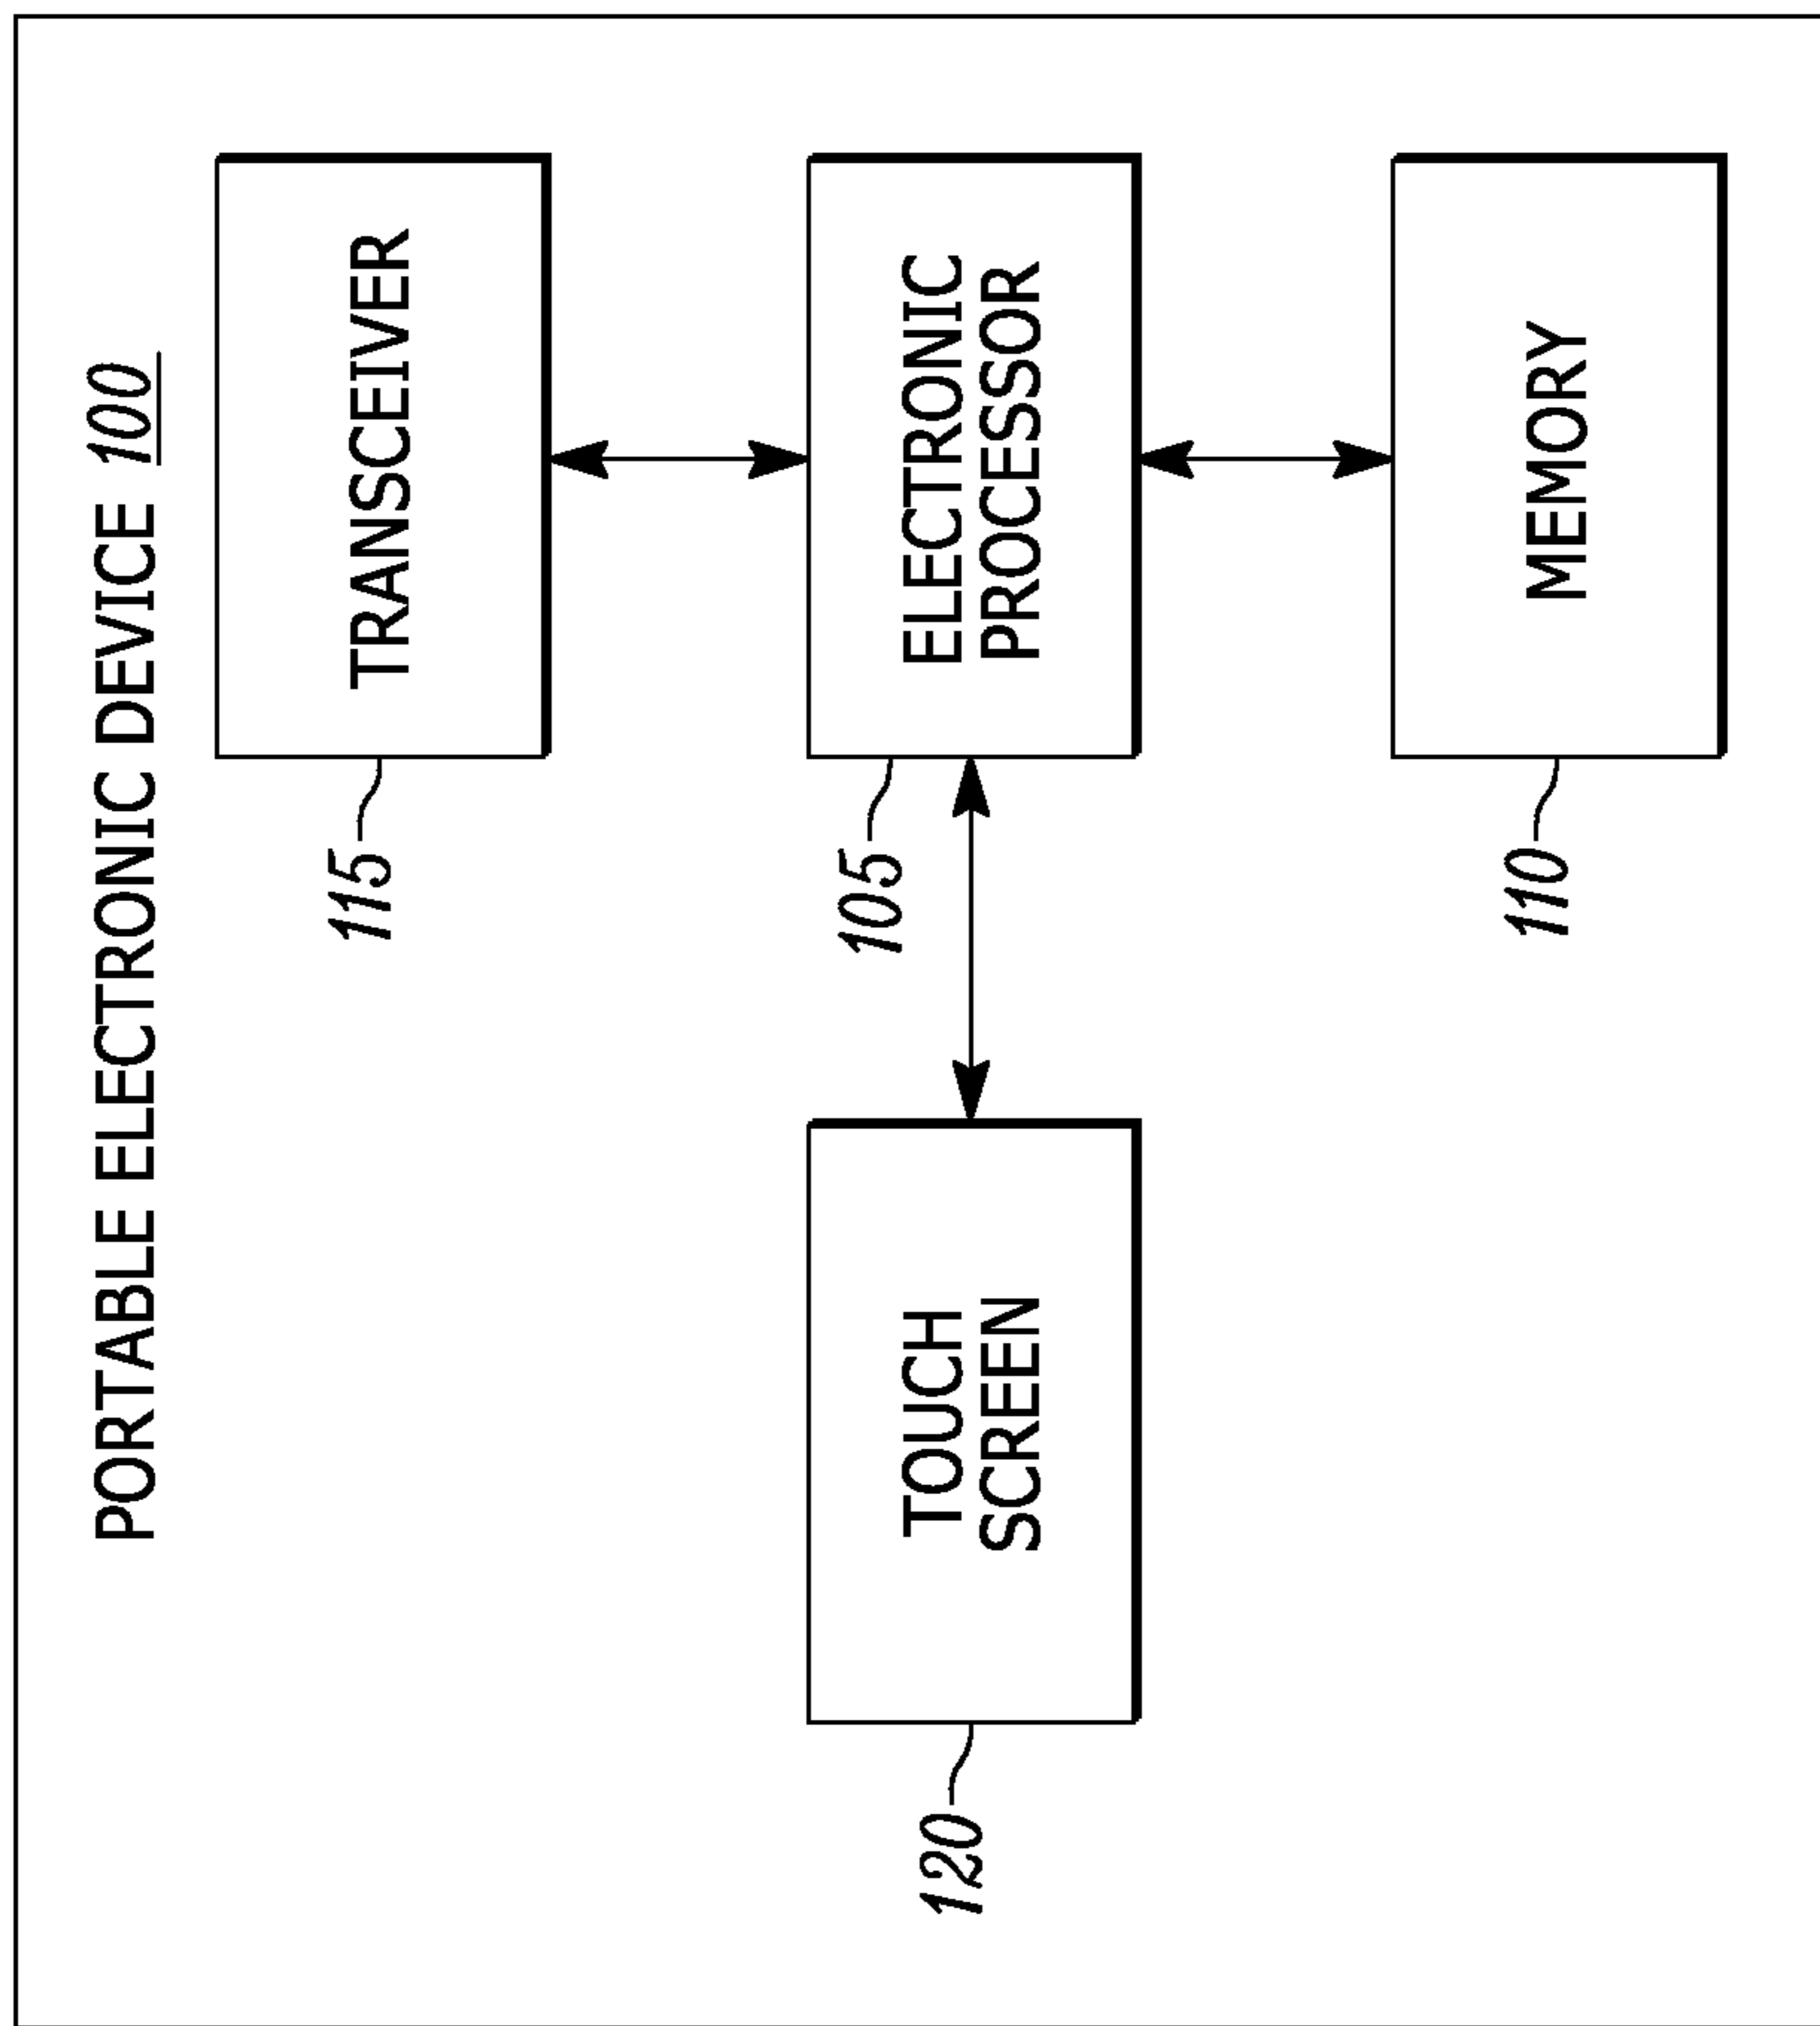 PORTABLE ELECTRONIC DEVICE 100
TRANSCEIVER
115
ELECTRONIC
PROCESSOR
105
TOUCH
SCREEN
120
MEMORY
110